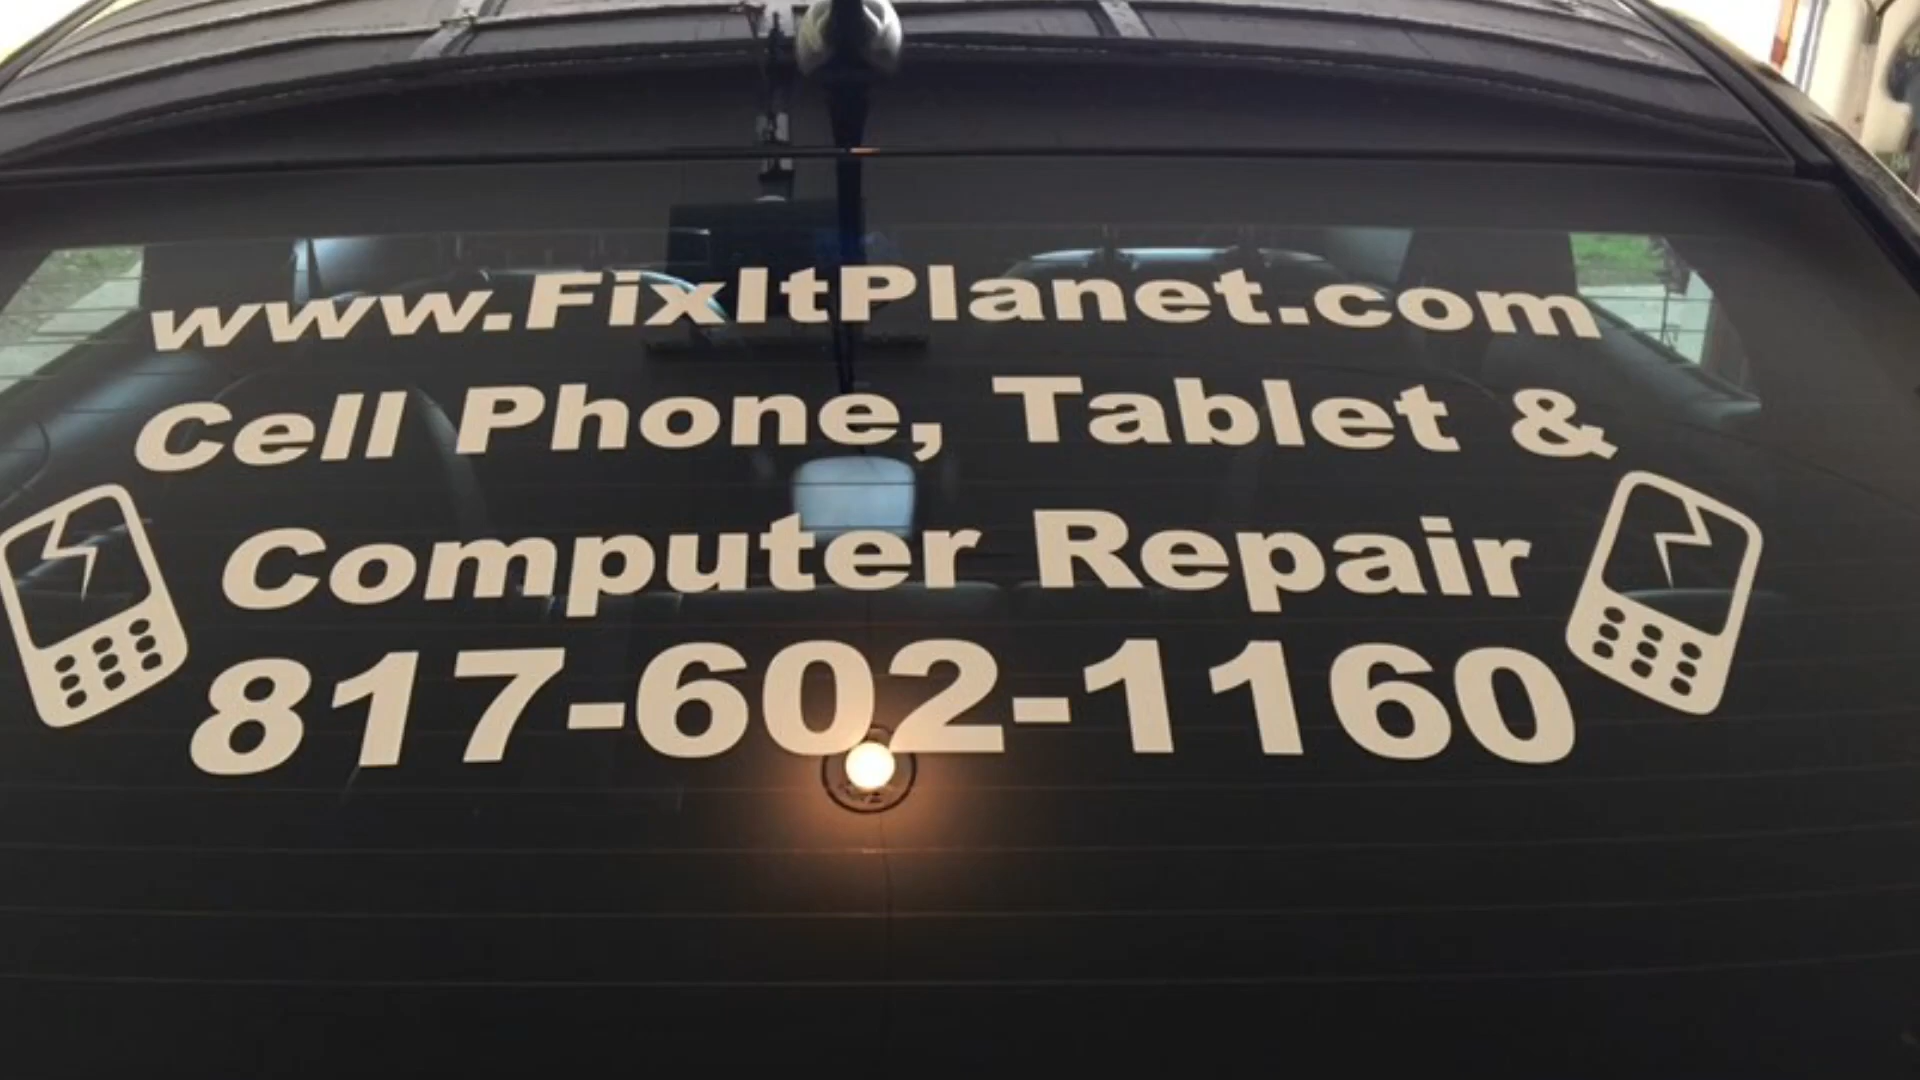 www.FixItPlanet.com
Cell Phone, Tablet &
Computer Repair
817-602-1160